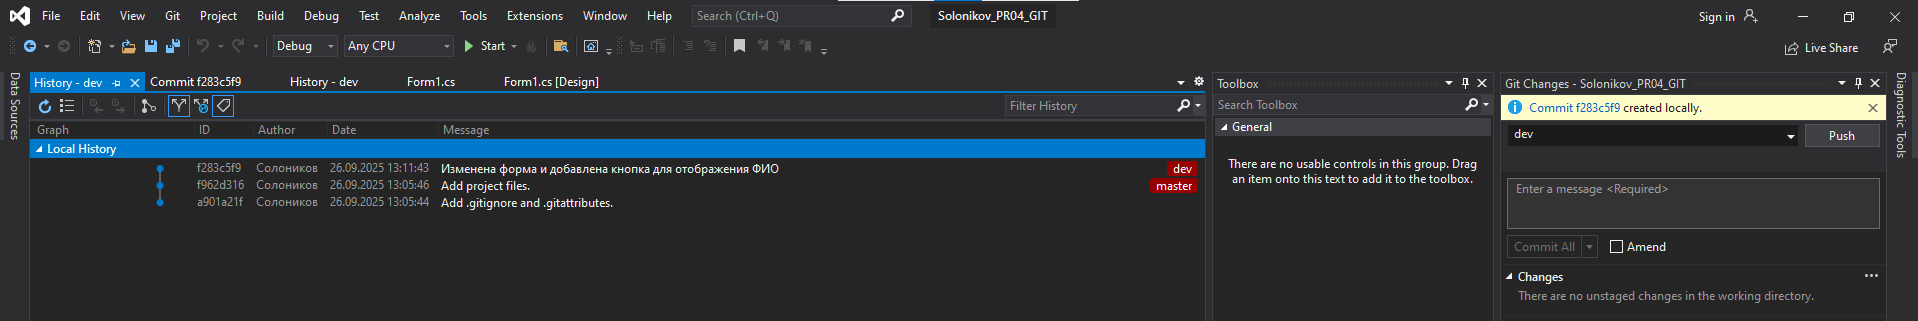 File Edit View Git Project Build Debug Test Analyze Tools Extensions Window Help Search (Ctrl+Q) Solonikov_PR04_GIT Sign in
Debug Any CPU Start Live Share
Data Sources
History - dev Commit f283c5f9 History - dev Form1.cs Form1.cs [Design]
Filter History
Graph ID Author Date Message
Local History
f283c5f9 Солоников 26.09.2025 13:11:43 Изменена форма и добавлена кнопка для отображения ФИО dev
f962d316 Солоников 26.09.2025 13:05:46 Add project files. master
a901a21f Солоников 26.09.2025 13:05:44 Add .gitignore and .gitattributes.
Toolbox
Search Toolbox
General
There are no usable controls in this group. Drag
an item onto this text to add it to the toolbox.
Git Changes - Solonikov_PR04_GIT
Commit f283c5f9 created locally.
dev Push
Enter a message <Required>
Commit All Amend
Changes
There are no unstaged changes in the working directory.
Diagnostic Tools